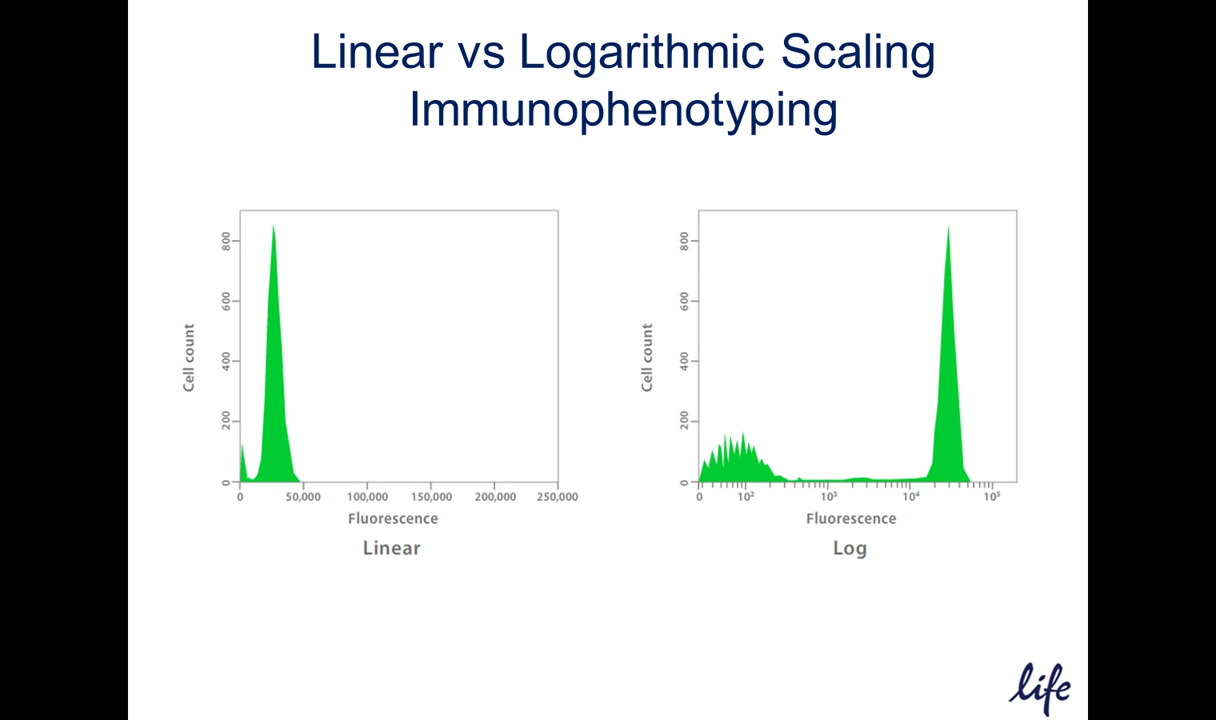 Linear vs Logarithmic Scaling
Immunophenotyping
800
600
400
200
0
Cell count
0 50,000 100,000 150,000 200,000 250,000
Fluorescence
Linear
800
600
400
200
0
Cell count
0 10² 10³ 10⁴ 10⁵
Fluorescence
Log
life